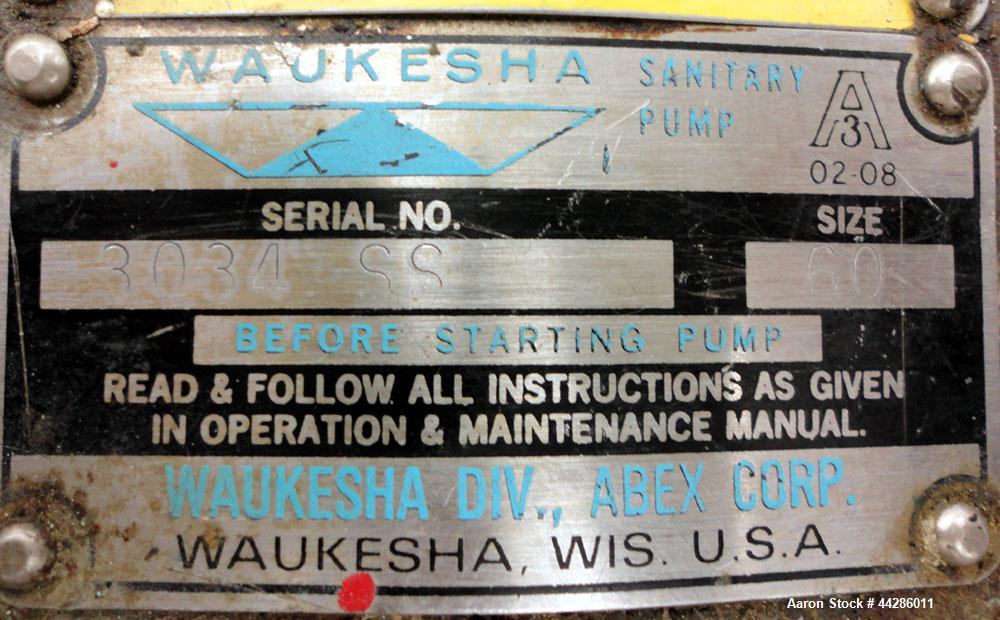 WAUKESHA SANITARY PUMP
A 3
02-08
SERIAL NO. SIZE
3034 SS 60
BEFORE STARTING PUMP
READ & FOLLOW ALL INSTRUCTIONS AS GIVEN
IN OPERATION & MAINTENANCE MANUAL.
WAUKESHA DIV., ABEX CORP.
WAUKESHA, WIS. U.S.A.
Aaron Stock # 44286011